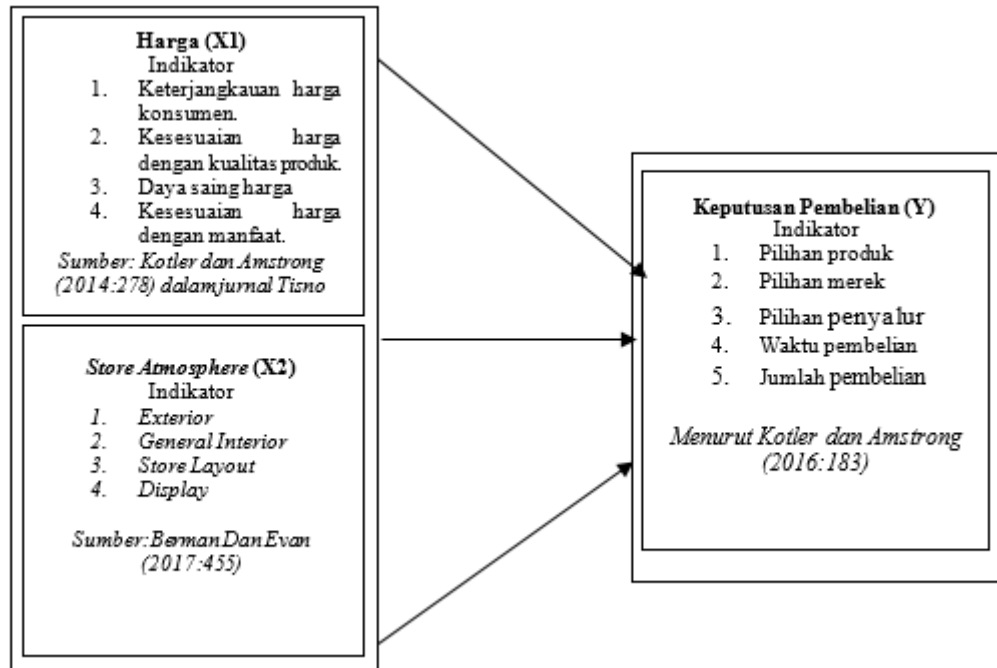 Harga (X1)
Indikator
1. Keterjangkauan harga
konsumen.
2. Kesesuaian harga
dengan kualitas produk.
3. Daya saing harga
4. Kesesuaian harga
dengan manfaat.
Sumber: Kotler dan Amstrong
(2014:278) dalam jurnal Tisno
Store Atmosphere (X2)
Indikator
1. Exterior
2. General Interior
3. Store Layout
4. Display
Sumber: Berman Dan Evan
(2017:455)
Keputusan Pembelian (Y)
Indikator
1. Pilihan produk
2. Pilihan merek
3. Pilihan penyalur
4. Waktu pembelian
5. Jumlah pembelian
Menurut Kotler dan Amstrong
(2016:183)